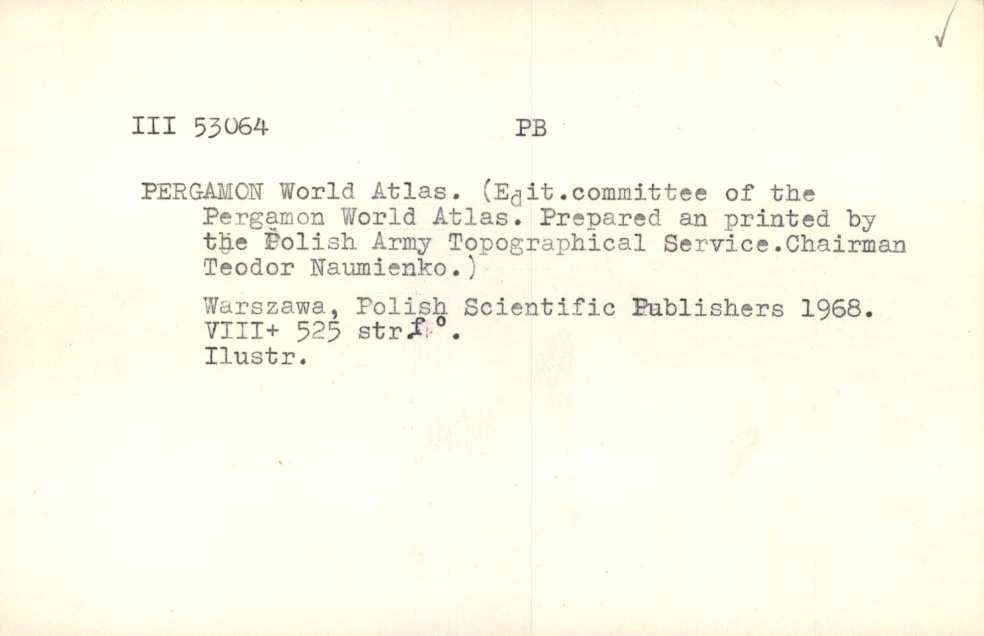 III 53064 PB
PERGAMON World Atlas. (Edit.committee of the
Pergamon World Atlas. Prepared an printed by
the Polish Army Topographical Service.Chairman
Teodor Naumienko.)
Warszawa, Polish Scientific Publishers 1968.
VIII+ 525 str. f°.
Ilustr.